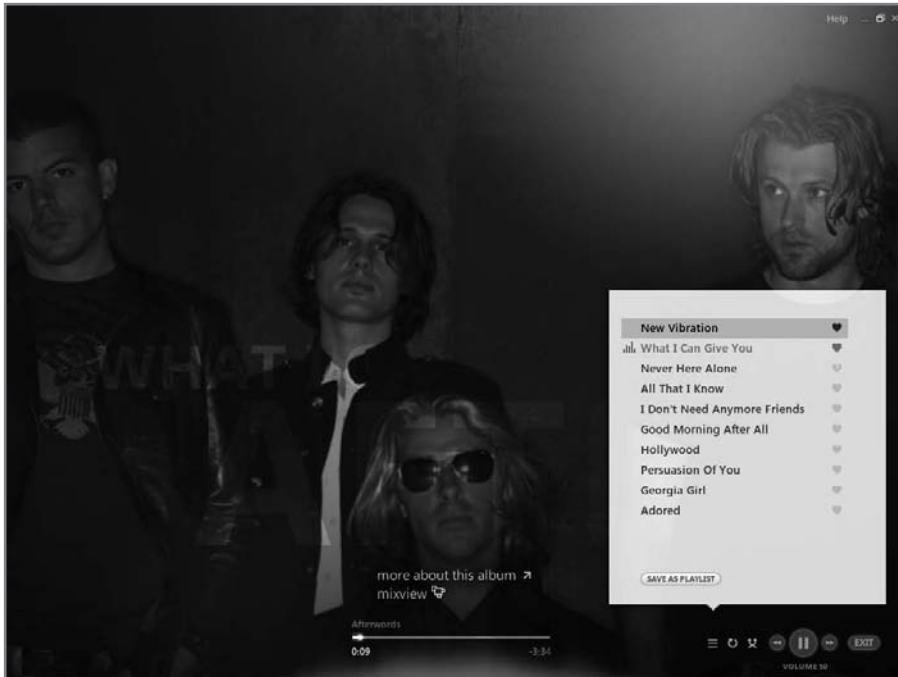 Help
WHAT
New Vibration
What I Can Give You
Never Here Alone
All That I Know
I Don't Need Anymore Friends
Good Morning After All
Hollywood
Persuasion Of You
Georgia Girl
Adored
SAVE AS PLAYLIST
more about this album
mixview
Afterwords
0:09
-3:34
EXIT
VOLUME 50